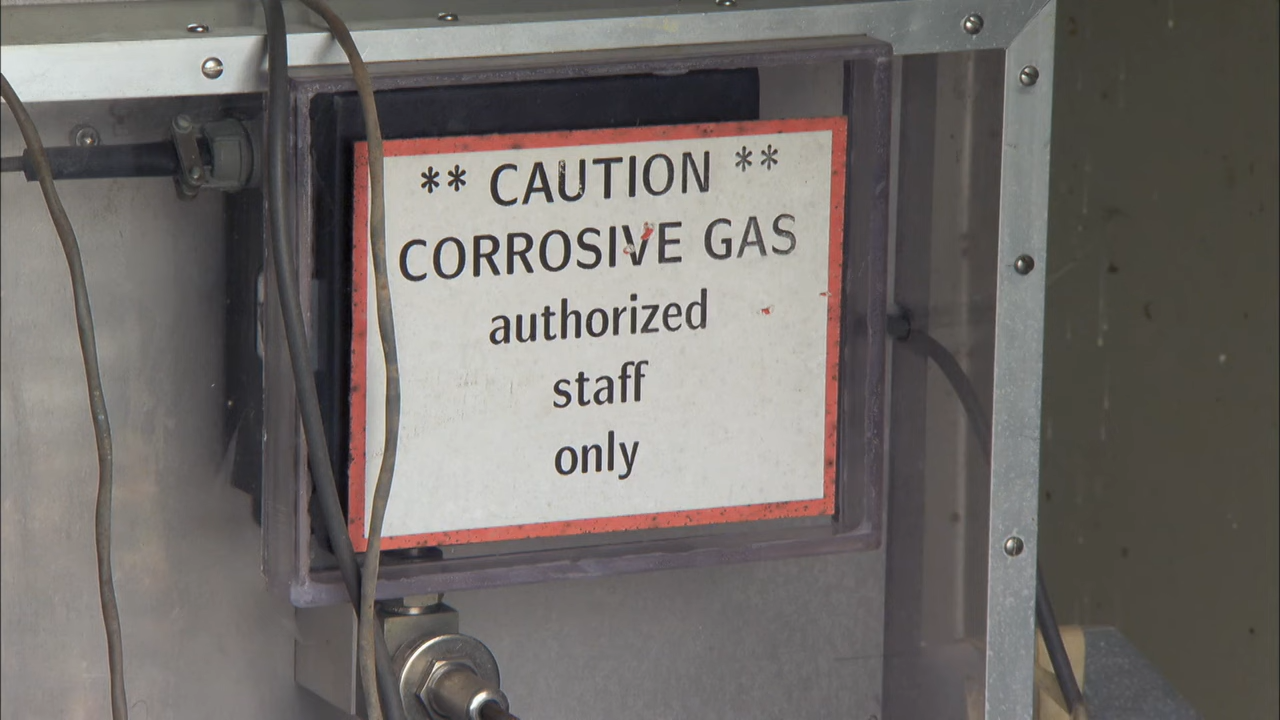 ** CAUTION **
CORROSIVE GAS
authorized
staff
only